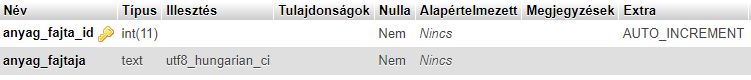 Név Típus Illesztés Tulajdonságok Nulla Alapértelmezett Megjegyzések Extra
anyag_fajta_id int(11) Nem Nincs AUTO_INCREMENT
anyag_fajtaja text utf8_hungarian_ci Nem Nincs